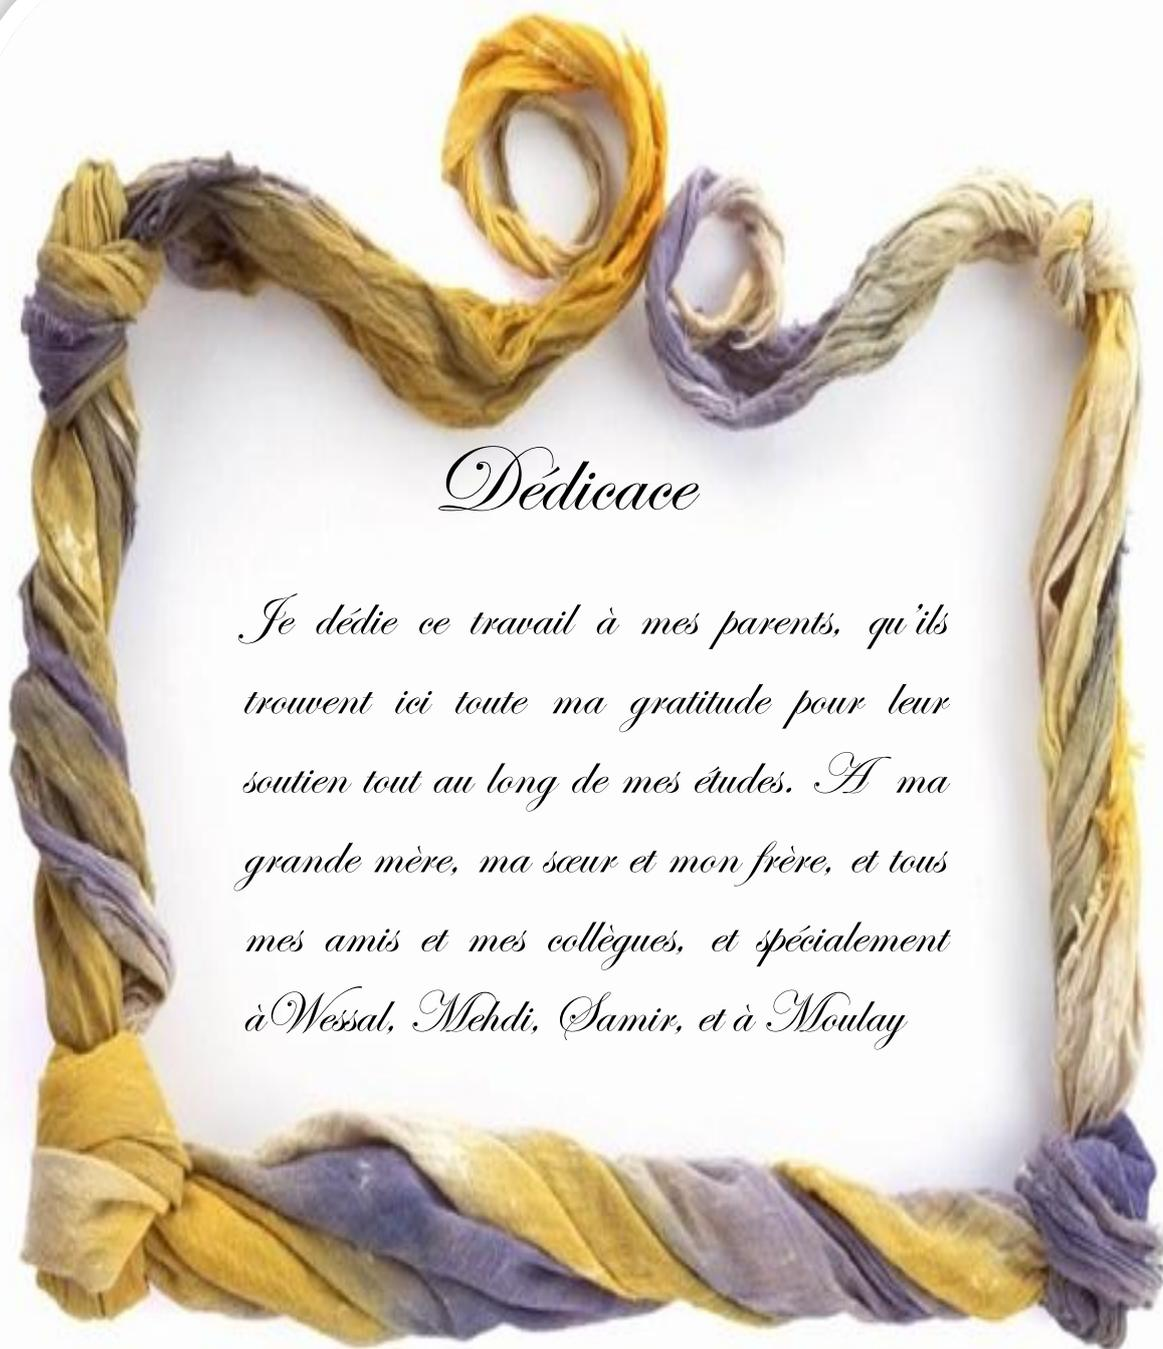 Dédicace
Je dédie ce travail à mes parents, qu'ils
trouvent ici toute ma gratitude pour leur
soutien tout au long de mes études. A ma
grande mère, ma sœur et mon frère, et tous
mes amis et mes collègues, et spécialement
àWessal, Mehdi, Samir, et à Moulay